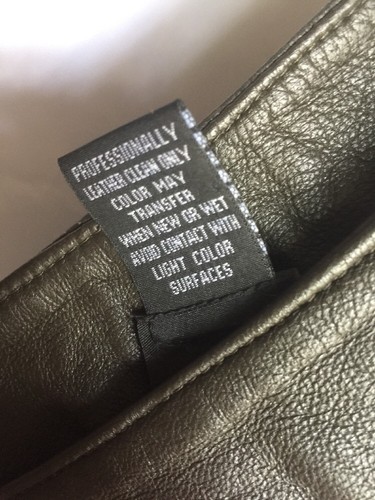 PROFESSIONALLY
LEATHER CLEAN ONLY
COLOR MAY
TRANSFER
WHEN NEW OR WET
AVOID CONTACT WITH
LIGHT COLOR
SURFACES